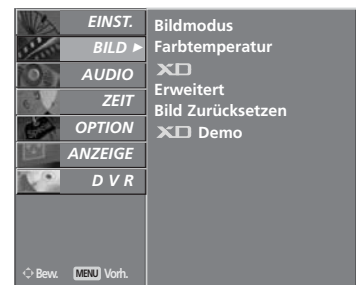 EINST.
BILD ►
AUDIO
ZEIT
OPTION
ANZEIGE
D V R
Bew. MENU Vorh.
Bildmodus
Farbtemperatur
XD
Erweitert
Bild Zurücksetzen
XD Demo